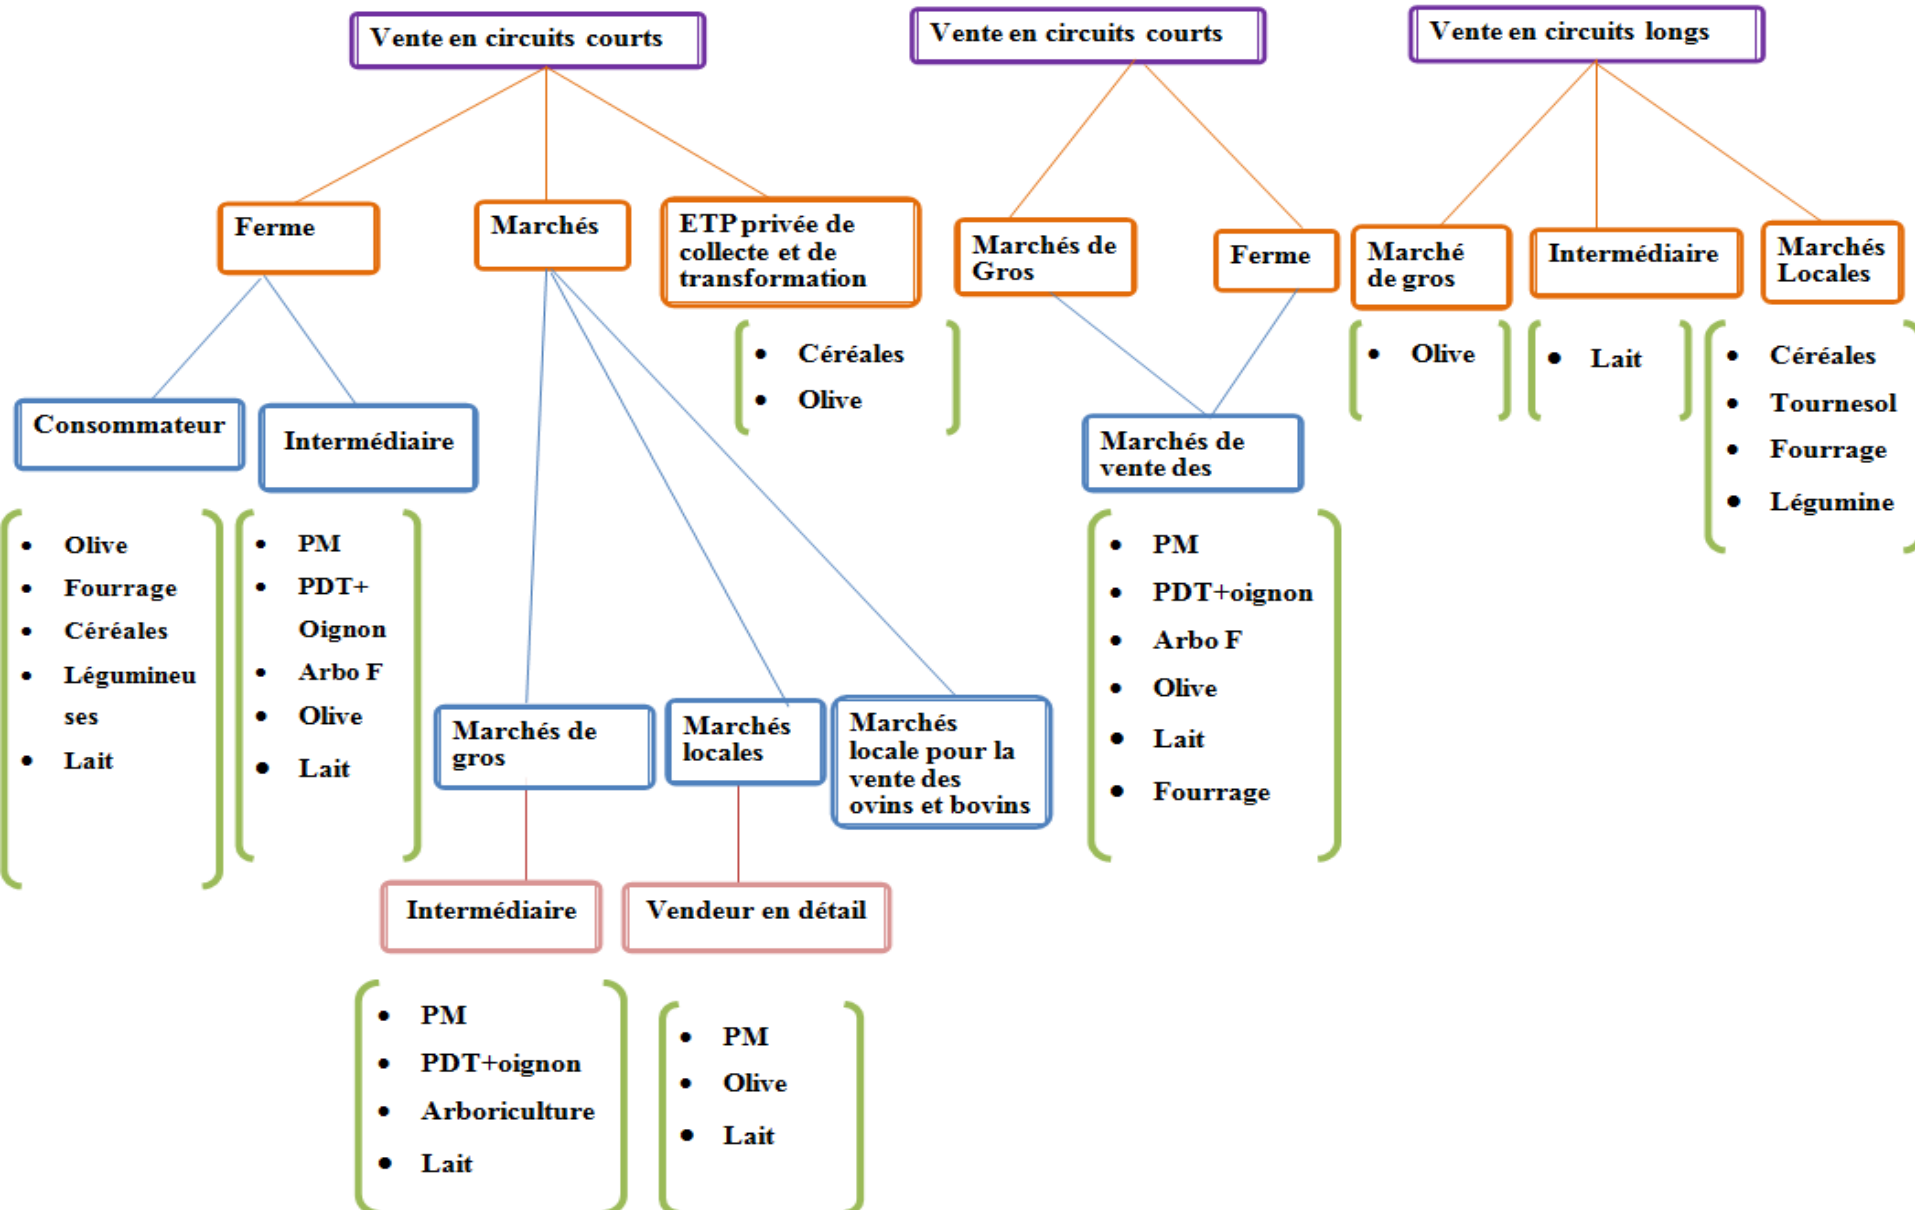 Vente en circuits courts
Vente en circuits courts
Vente en circuits longs
Ferme
Marchés
ETP privée de
collecte et de
transformation
Marchés de
Gros
Ferme
Marché
de gros
Intermédiaire
Marchés
Locales
• Céréales
• Olive
• Olive
• Lait
• Céréales
• Tournesol
• Fourrage
• Légumine
Consommateur
Intermédiaire
Marchés de
vente des
• Olive
• Fourrage
• Céréales
• Légumineu
ses
• Lait
• PM
• PDT+
Oignon
• Arbo F
• Olive
• Lait
• PM
• PDT+oignon
• Arbo F
• Olive
• Lait
• Fourrage
Marchés de
gros
Marchés
locales
Marchés
locale pour la
vente des
ovins et bovins
Intermédiaire
Vendeur en détail
• PM
• PDT+oignon
• Arboriculture
• Lait
• PM
• Olive
• Lait